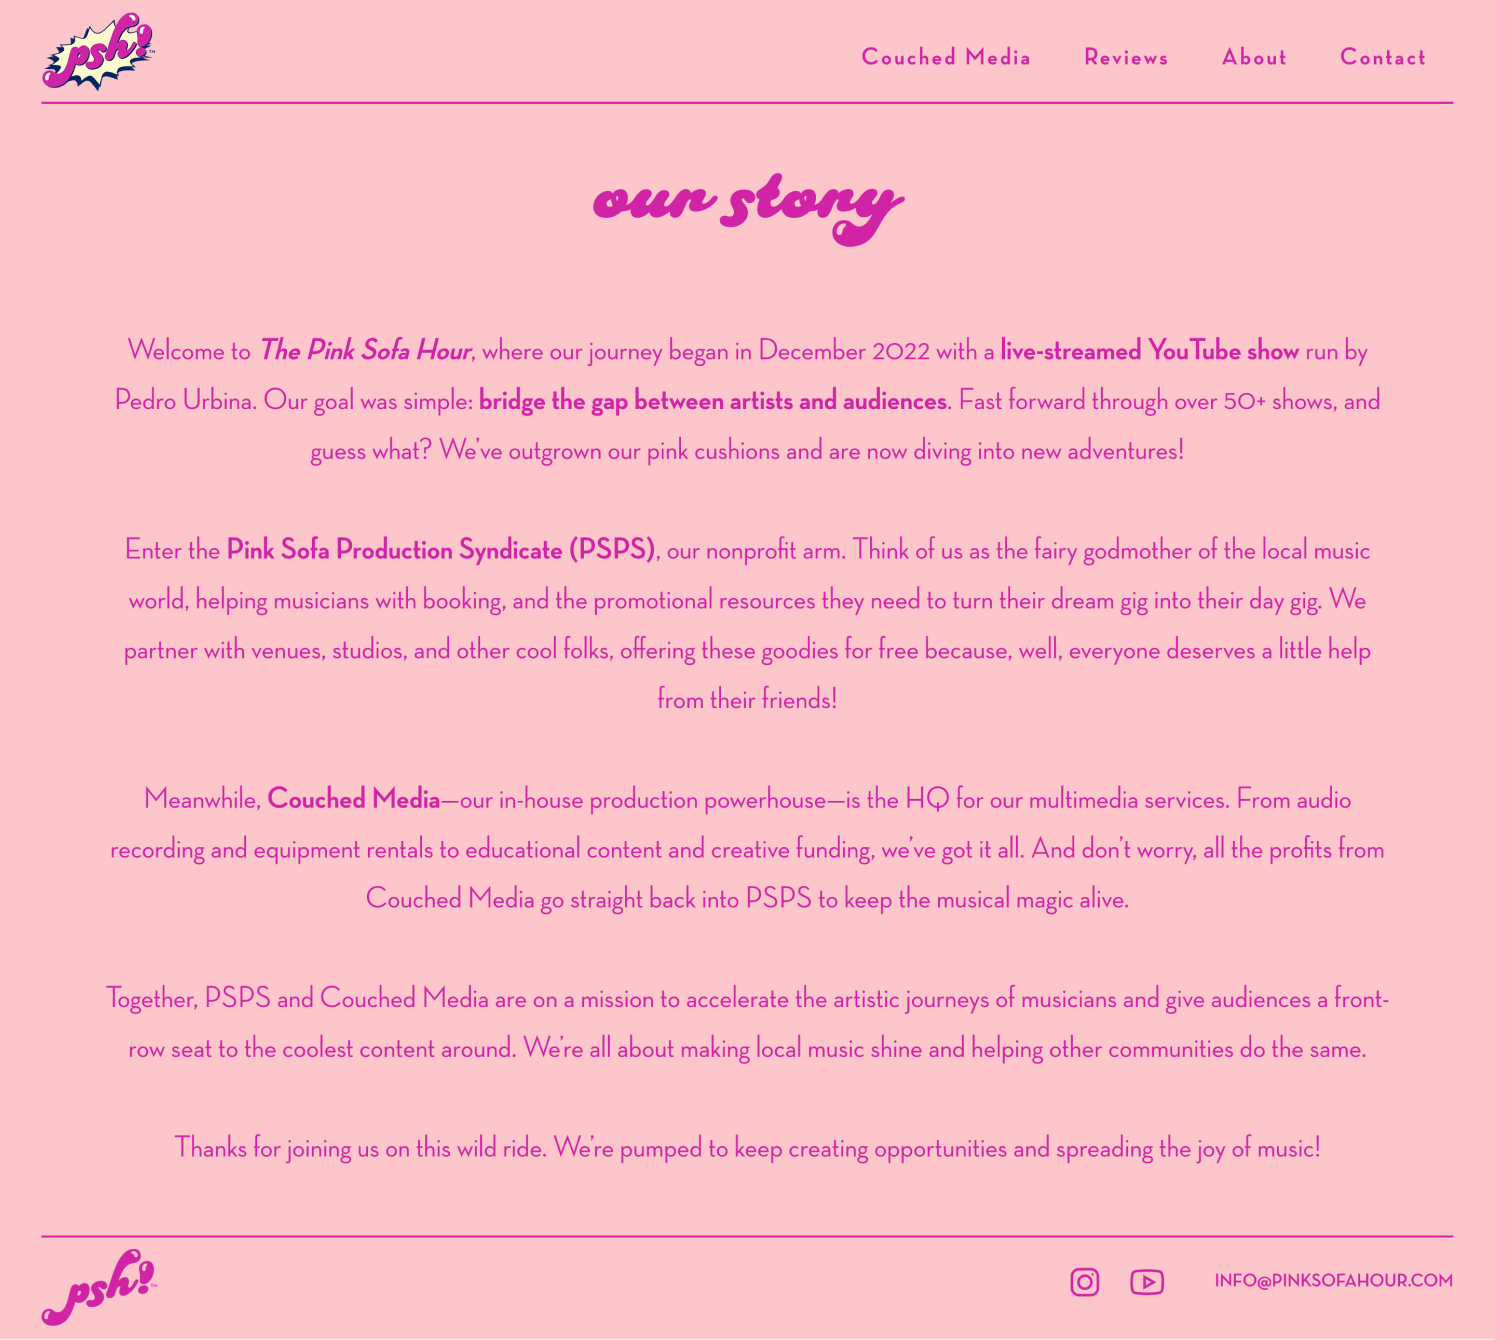 psh!™
Couched Media Reviews About Contact
our story
Welcome to The Pink Sofa Hour, where our journey began in December 2022 with a live-streamed YouTube show run by
Pedro Urbina. Our goal was simple: bridge the gap between artists and audiences. Fast forward through over 50+ shows, and
guess what? We’ve outgrown our pink cushions and are now diving into new adventures!
Enter the Pink Sofa Production Syndicate (PSPS), our nonprofit arm. Think of us as the fairy godmother of the local music
world, helping musicians with booking, and the promotional resources they need to turn their dream gig into their day gig. We
partner with venues, studios, and other cool folks, offering these goodies for free because, well, everyone deserves a little help
from their friends!
Meanwhile, Couched Media—our in-house production powerhouse—is the HQ for our multimedia services. From audio
recording and equipment rentals to educational content and creative funding, we’ve got it all. And don’t worry, all the profits from
Couched Media go straight back into PSPS to keep the musical magic alive.
Together, PSPS and Couched Media are on a mission to accelerate the artistic journeys of musicians and give audiences a front-
row seat to the coolest content around. We’re all about making local music shine and helping other communities do the same.
Thanks for joining us on this wild ride. We’re pumped to keep creating opportunities and spreading the joy of music!
psh!™
INFO@PINKSOFAHOUR.COM